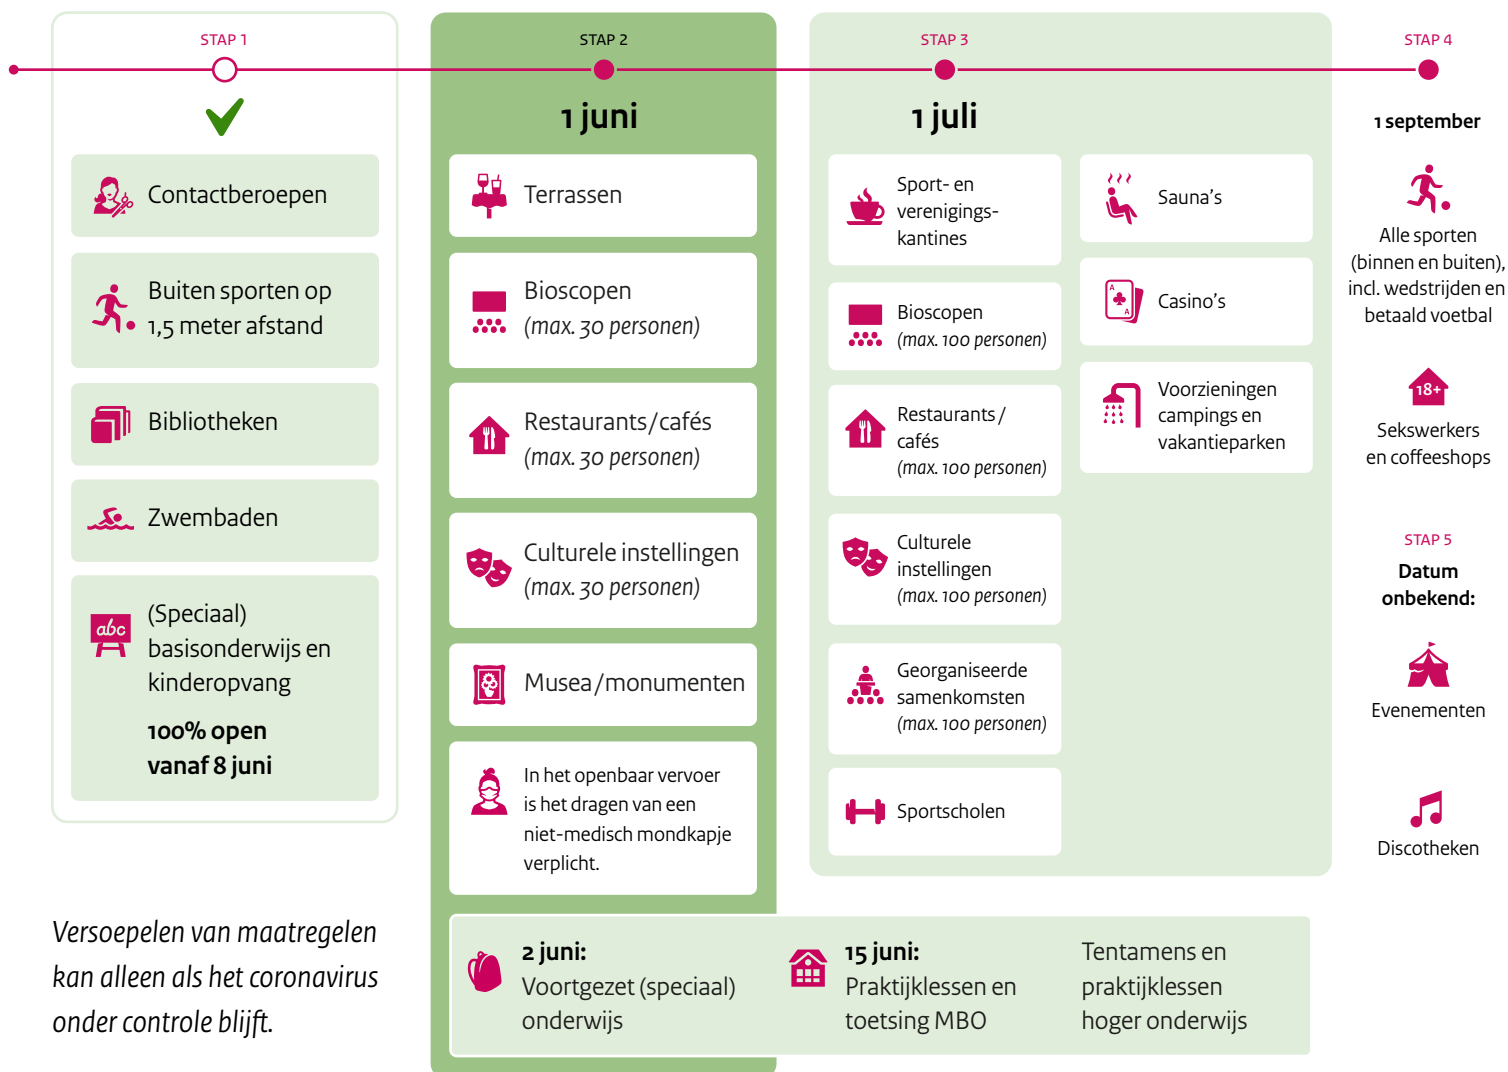 STAP 1
Contactberoepen
Buiten sporten op
1,5 meter afstand
Bibliotheken
Zwembaden
abc
(Speciaal)
basisonderwijs en
kinderopvang
100% open
vanaf 8 juni
Versoepelen van maatregelen
kan alleen als het coronavirus
onder controle blijft.
STAP 2
1 juni
Terrassen
Bioscopen
(max. 30 personen)
Restaurants/cafés
(max. 30 personen)
Culturele instellingen
(max. 30 personen)
Musea/monumenten
In het openbaar vervoer
is het dragen van een
niet-medisch mondkapje
verplicht.
2 juni:
Voortgezet (speciaal)
onderwijs
15 juni:
Praktijklessen en
toetsing MBO
Tentamens en
praktijklessen
hoger onderwijs
STAP 3
1 juli
Sport- en
verenigings-
kantines
Bioscopen
(max. 100 personen)
Restaurants/
cafés
(max. 100 personen)
Culturele
instellingen
(max. 100 personen)
Georganiseerde
samenkomsten
(max. 100 personen)
Sportscholen
Sauna's
A
A
Casino's
Voorzieningen
campings en
vakantieparken
STAP 4
1 september
Alle sporten
(binnen en buiten),
incl. wedstrijden en
betaald voetbal
18+
Sekswerkers
en coffeeshops
STAP 5
Datum
onbekend:
Evenementen
Discotheken